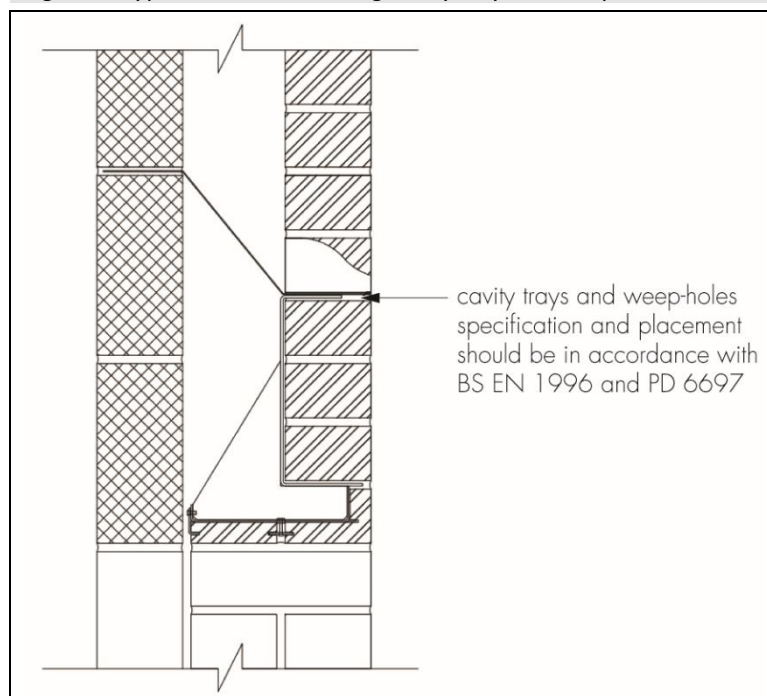 cavity trays and weep-holes
specification and placement
should be in accordance with
BS EN 1996 and PD 6697